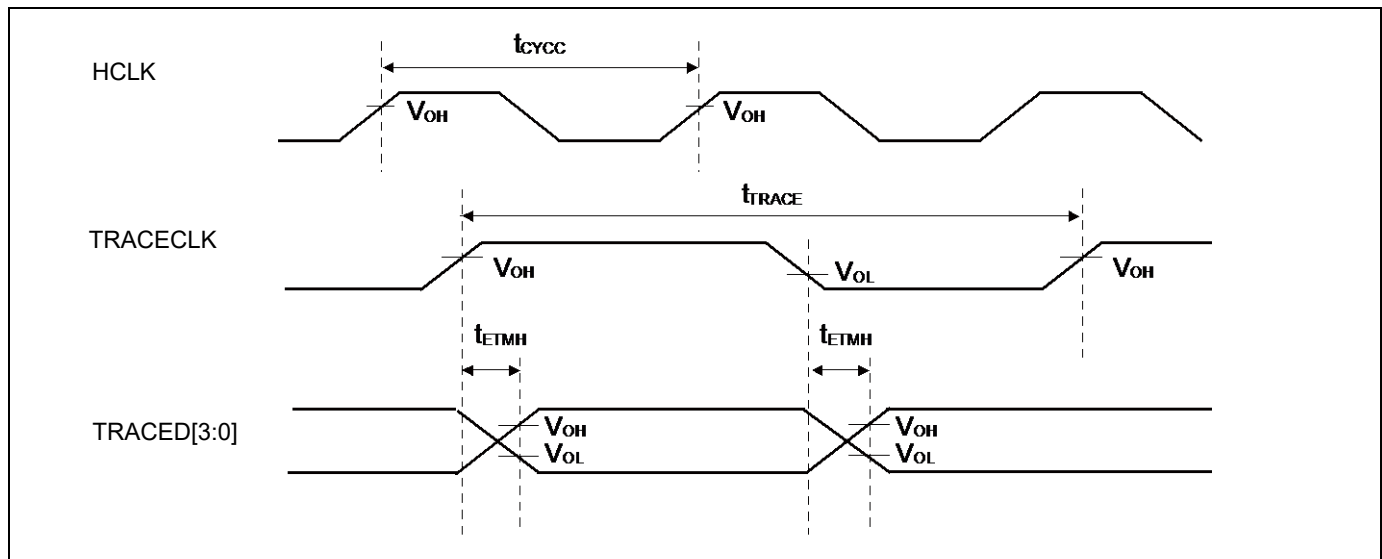 tCYCC
HCLK
VOH VOH
tTRACE
TRACECLK
VOH VOL VOH
tETMH tETMH
TRACED[3:0]
VOH VOH
VOL VOL